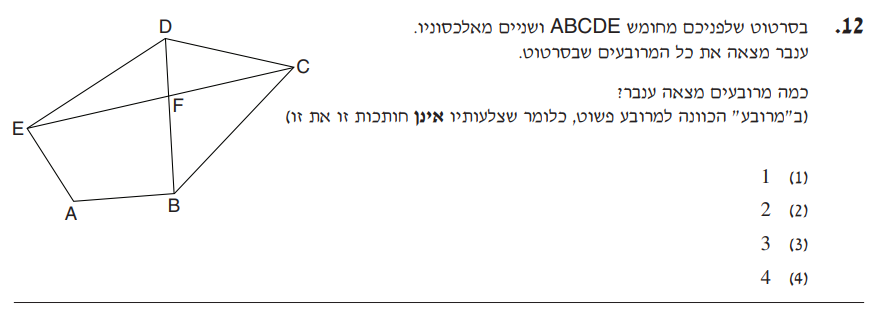 12. בסרטוט שלפניכם מחומש ABCDE ושניים מאלכסוניו.
ענבר מצאה את כל המרובעים שבסרטוט.
כמה מרובעים מצאה ענבר?
(ב"מרובע" הכוונה למרובע פשוט, כלומר שצלעותיו אינן חותכות זו את זו)
(1) 1
(2) 2
(3) 3
(4) 4
D
C
F
E
B
A